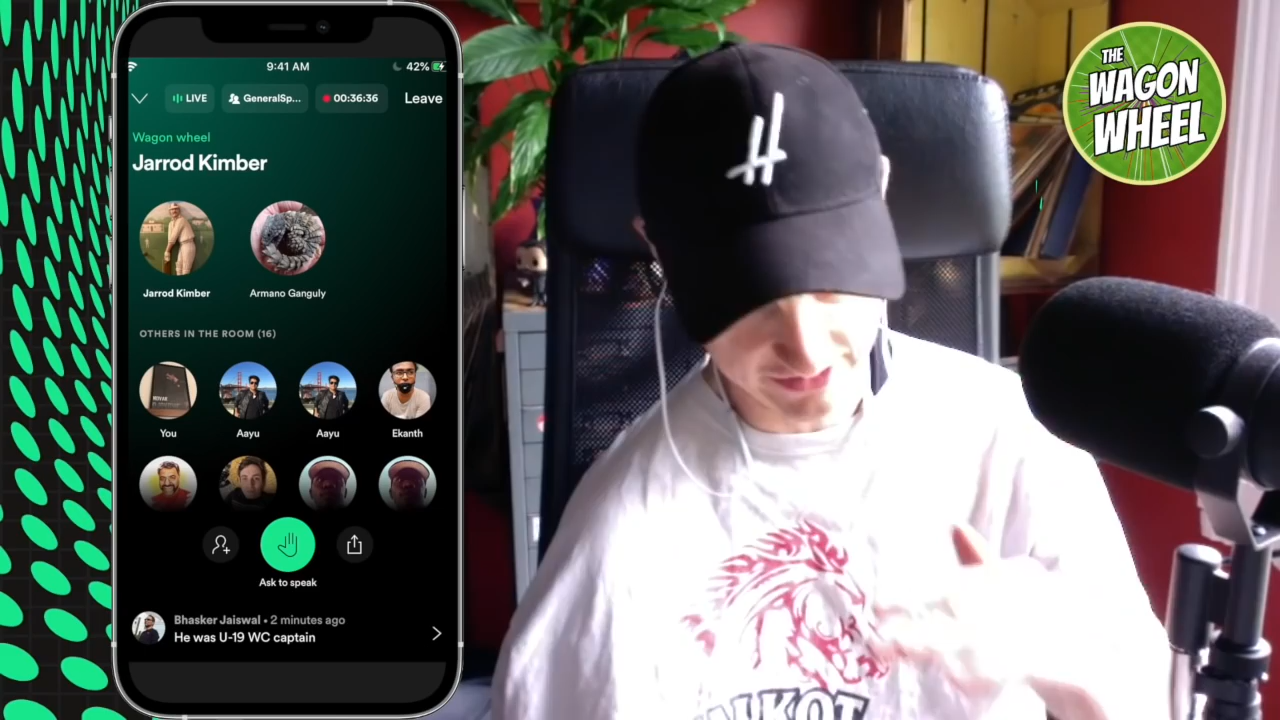 9:41 AM
42%
LIVE
GeneralSp...
00:36:36
Leave
Wagon wheel
Jarrod Kimber
Jarrod Kimber
Armano Ganguly
OTHERS IN THE ROOM (16)
You
Aayu
Aayu
Ekanth
Ask to speak
Bhasker Jaiswal • 2 minutes ago
He was U-19 WC captain
H
THE
WAGON
WHEEL